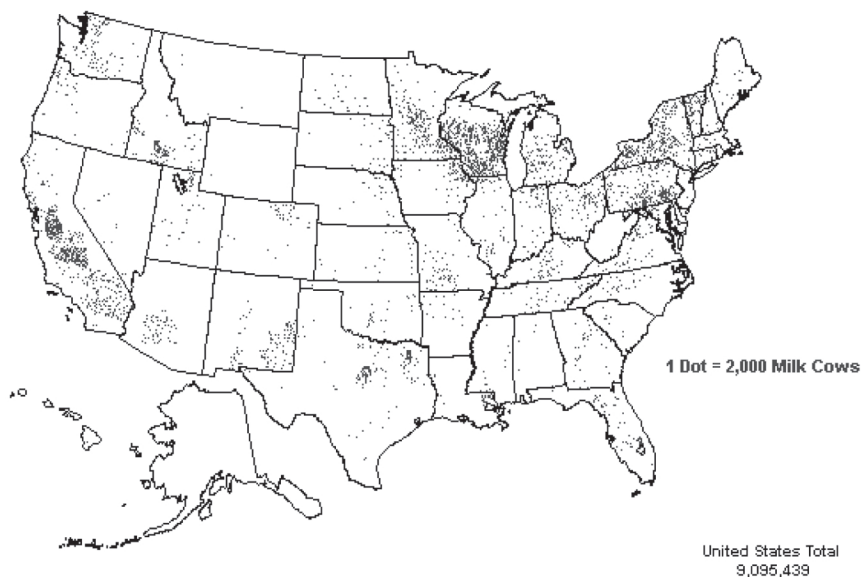 1 Dot = 2,000 Milk Cows
United States Total
9,095,439